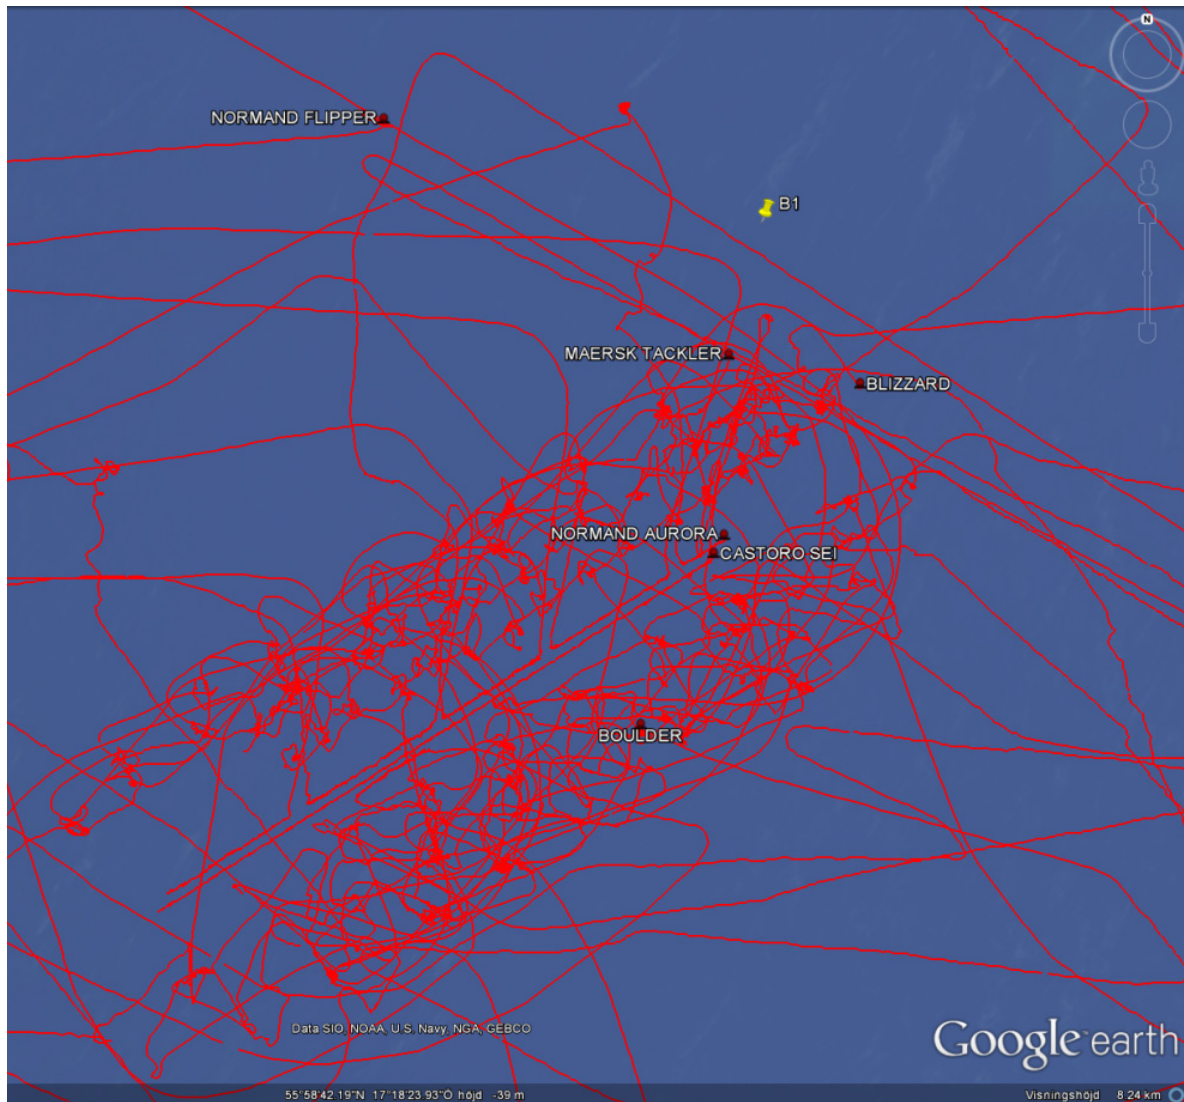 N
NORMAND FLIPPER
B1
MAERSK TACKLER
BLIZZARD
NORMAND AURORA
CASTORO SEI
BOULDER
Data SIO, NOAA, U.S. Navy, NGA, GEBCO
Google earth
55°58'42.19"N 17°18'23.93"Ö höjd -39 m
Visningshöjd 8.24 km